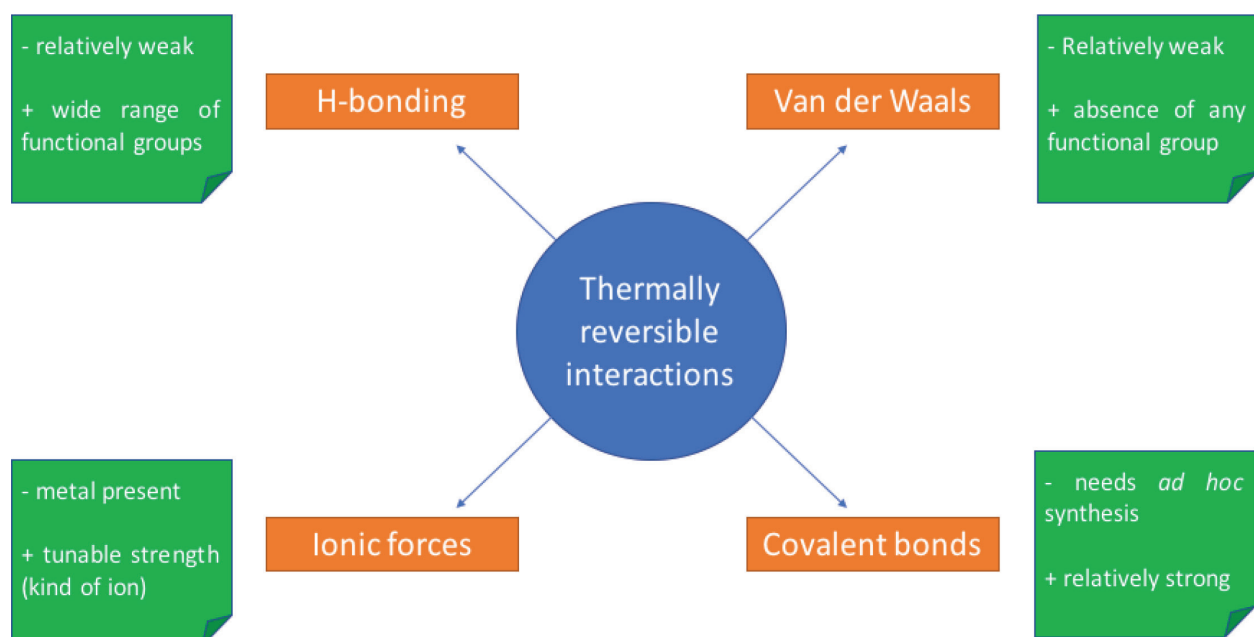 - relatively weak
+ wide range of
functional groups
H-bonding
Van der Waals
- Relatively weak
+ absence of any
functional group
Thermally
reversible
interactions
- metal present
+ tunable strength
(kind of ion)
Ionic forces
Covalent bonds
- needs ad hoc
synthesis
+ relatively strong